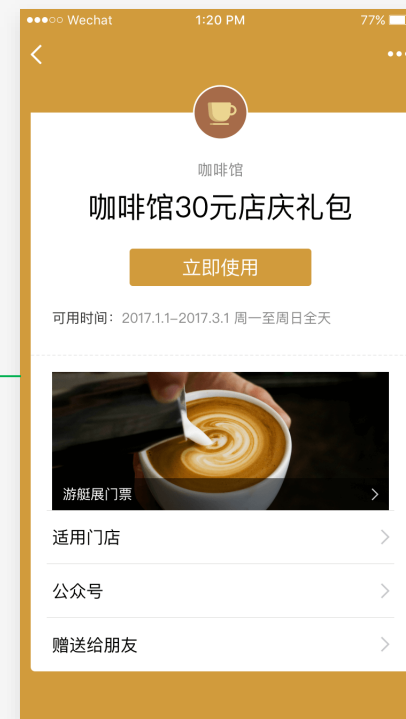 Wechat 1:20 PM 77%
咖啡馆
咖啡馆30元店庆礼包
立即使用
可用时间：2017.1.1-2017.3.1 周一至周日全天
游艇展门票
适用门店
公众号
赠送给朋友